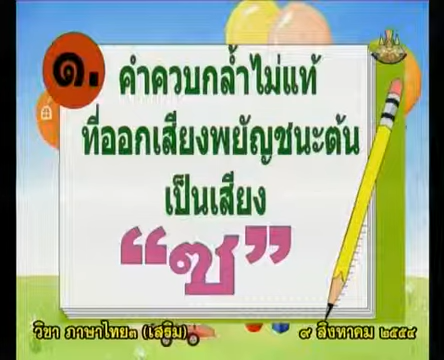 ๑. คำควบกล้ำไม่แท้
ที่ออกเสียงพยัญชนะต้น
เป็นเสียง
“ซ”
วิชา ภาษาไทย๓ (เสริม)
๙ สิงหาคม ๒๕๕๔